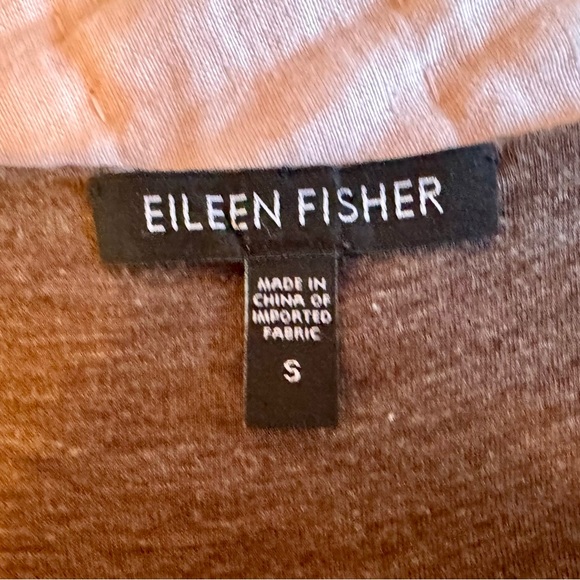 EILEEN FISHER
MADE IN
CHINA OF
IMPORTED
FABRIC
S